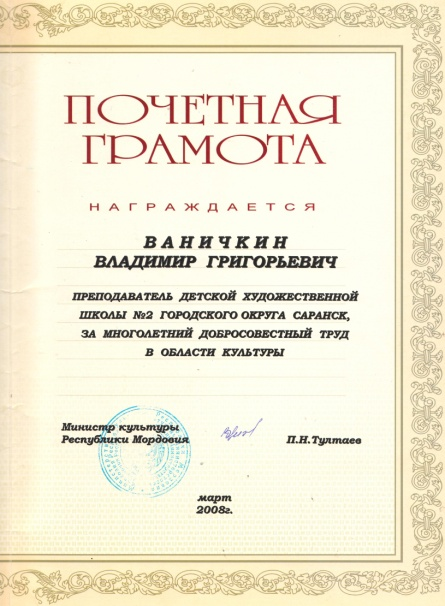 ПОЧЕТНАЯ
ГРАМОТА
НАГРАЖДАЕТСЯ
ВАНИЧКИН
ВЛАДИМИР ГРИГОРЬЕВИЧ
ПРЕПОДАВАТЕЛЬ ДЕТСКОЙ ХУДОЖЕСТВЕННОЙ
ШКОЛЫ №2 ГОРОДСКОГО ОКРУГА САРАНСК,
ЗА МНОГОЛЕТНИЙ ДОБРОСОВЕСТНЫЙ ТРУД
В ОБЛАСТИ КУЛЬТУРЫ
Министр культуры
Республики Мордовия П.Н.Тултаев
март
2008г.